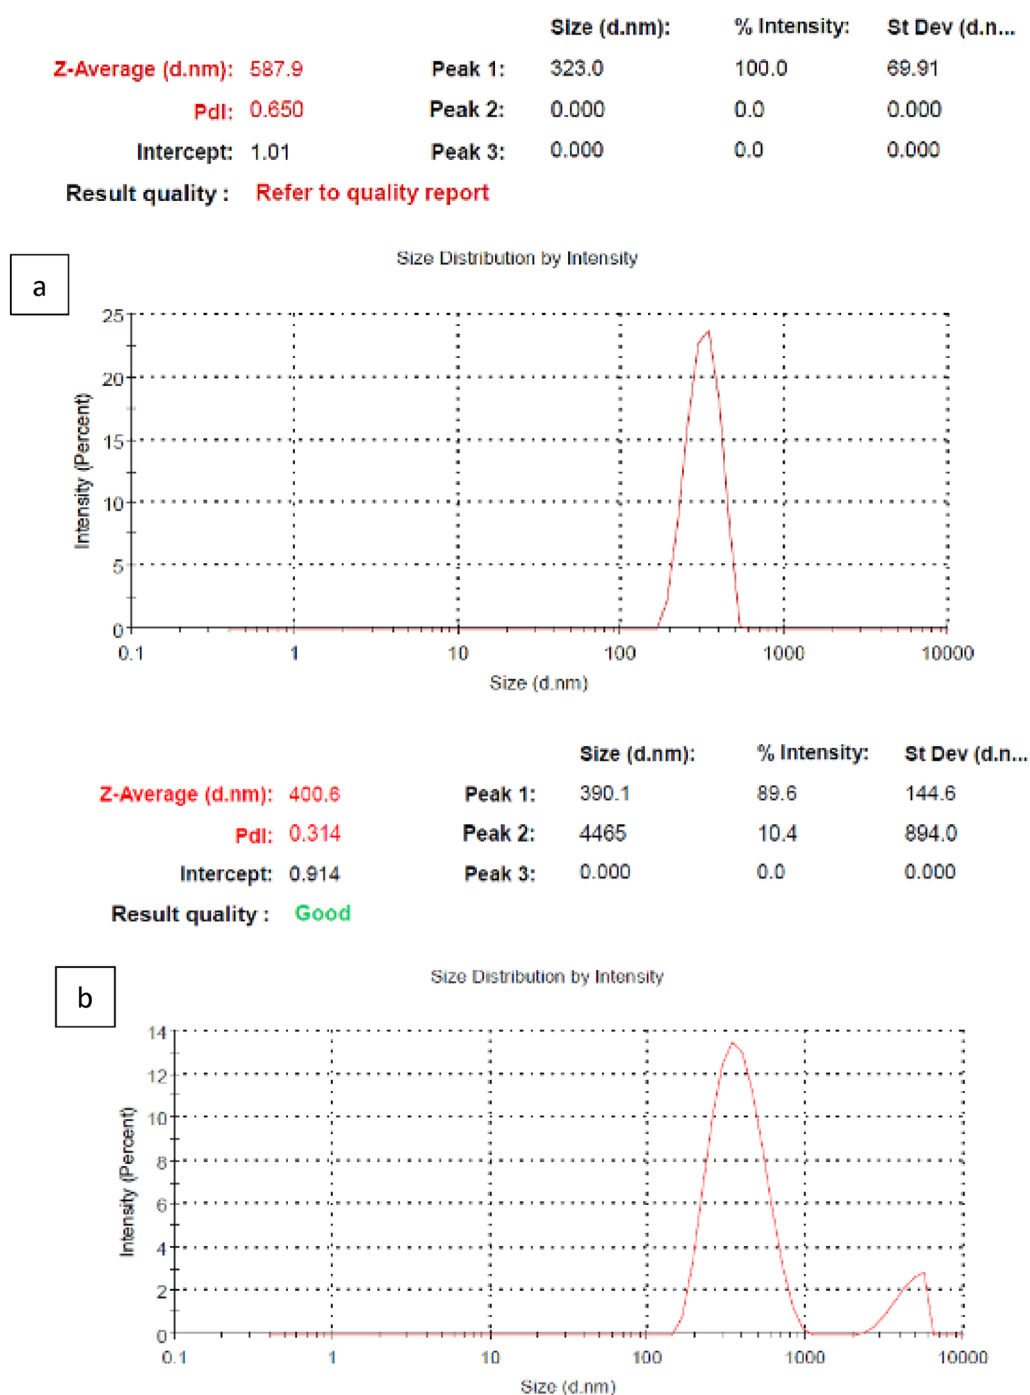 Size (d.nm): % Intensity: St Dev (d.n...
Z-Average (d.nm): 587.9 Peak 1: 323.0 100.0 69.91
PdI: 0.650 Peak 2: 0.000 0.0 0.000
Intercept: 1.01 Peak 3: 0.000 0.0 0.000
Result quality : Refer to quality report
Size Distribution by Intensity
a
25
20
15
10
5
0
Intensity (Percent)
0.1 1 10 100 1000 10000
Size (d.nm)
Size (d.nm): % Intensity: St Dev (d.n...
Z-Average (d.nm): 400.6 Peak 1: 390.1 89.6 144.6
PdI: 0.314 Peak 2: 4465 10.4 894.0
Intercept: 0.914 Peak 3: 0.000 0.0 0.000
Result quality : Good
Size Distribution by Intensity
b
14
12
10
8
6
4
2
0
Intensity (Percent)
0.1 1 10 100 1000 10000
Size (d.nm)